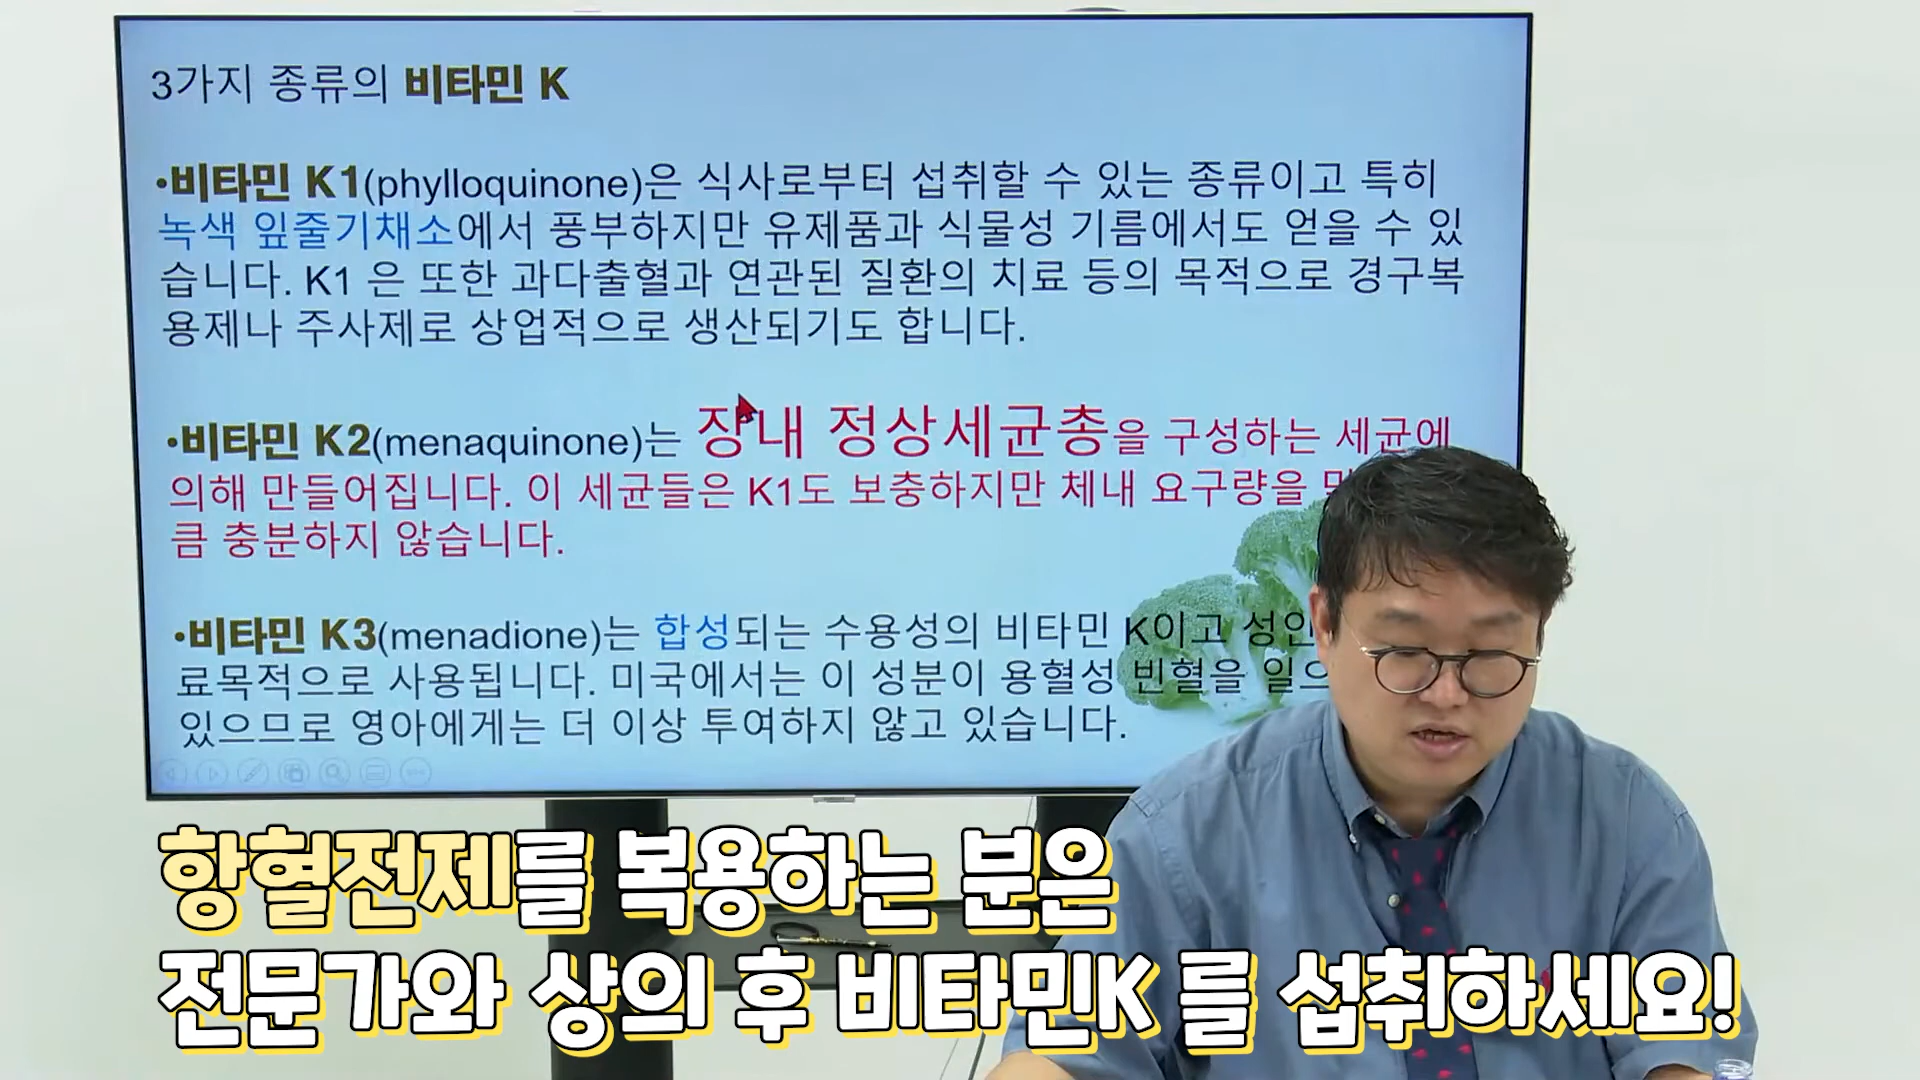 3가지 종류의 비타민 K
•비타민 K1(phylloquinone)은 식사로부터 섭취할 수 있는 종류이고 특히
녹색 잎줄기채소에서 풍부하지만 유제품과 식물성 기름에서도 얻을 수 있
습니다. K1 은 또한 과다출혈과 연관된 질환의 치료 등의 목적으로 경구복
용제나 주사제로 상업적으로 생산되기도 합니다.
•비타민 K2(menaquinone)는 장내 정상세균총을 구성하는 세균에
의해 만들어집니다. 이 세균들은 K1도 보충하지만 체내 요구량을
큼 충분하지 않습니다.
•비타민 K3(menadione)는 합성되는 수용성의 비타민 K이고 성인
료목적으로 사용됩니다. 미국에서는 이 성분이 용혈성 빈혈을 일으
있으므로 영아에게는 더 이상 투여하지 않고 있습니다.
항혈전제를 복용하는 분은
전문가와 상의 후 비타민K 를 섭취하세요!